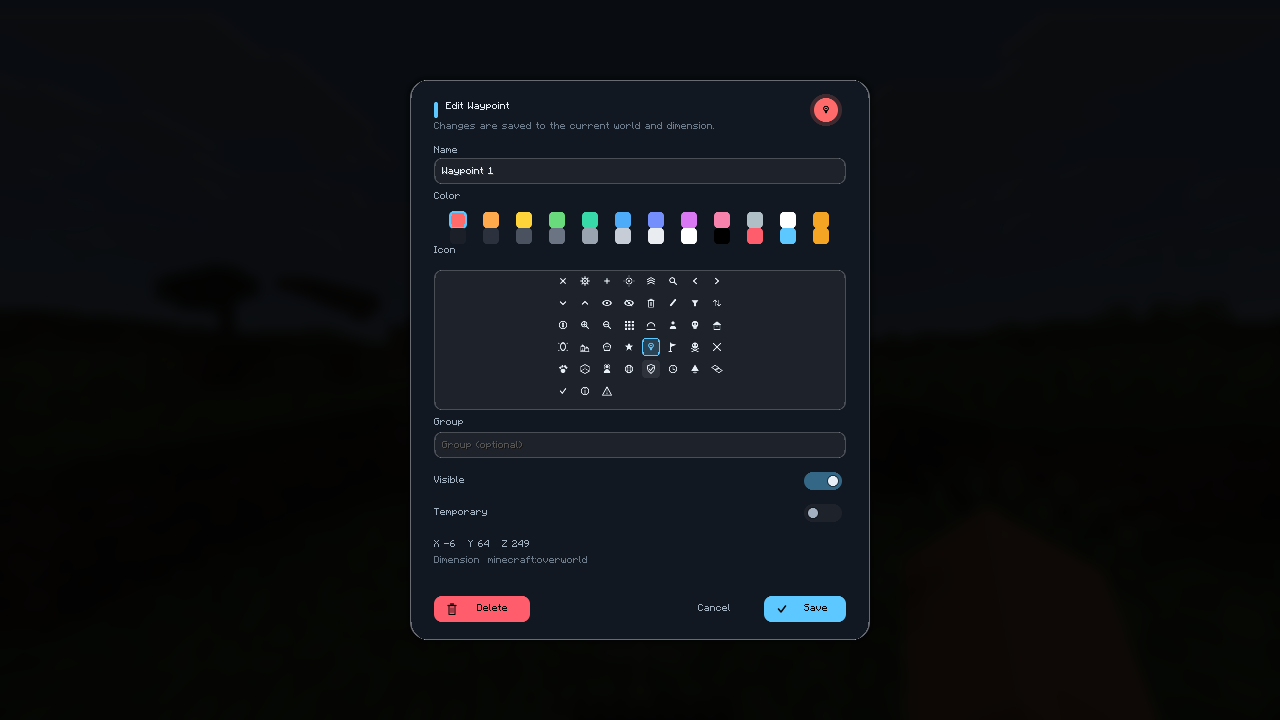 Edit Waypoint
Changes are saved to the current world and dimension.
Name
Waypoint 1
Color
Icon
Group
Group (optional)
Visible
Temporary
X -6 Y 64 Z 249
Dimension minecraft:overworld
Delete
Cancel
Save